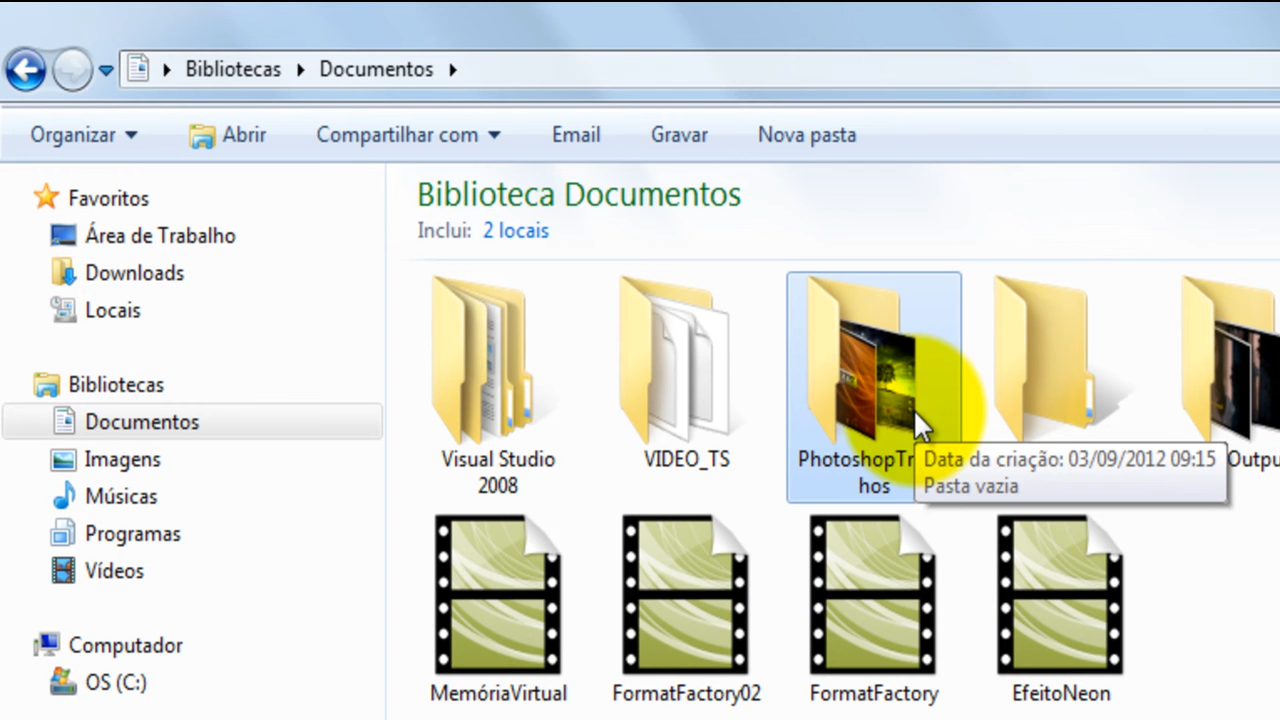 Bibliotecas Documentos
Organizar Abrir Compartilhar com Email Gravar Nova pasta
Favoritos
Área de Trabalho
Downloads
Locais
Bibliotecas
Documentos
Imagens
Músicas
Programas
Vídeos
Computador
OS (C:)
Biblioteca Documentos
Inclui: 2 locais
Visual Studio
2008
VIDEO_TS
PhotoshopTr
hos
Data da criação: 03/09/2012 09:15
Pasta vazia
Outpu
MemóriaVirtual
FormatFactory02
FormatFactory
EfeitoNeon